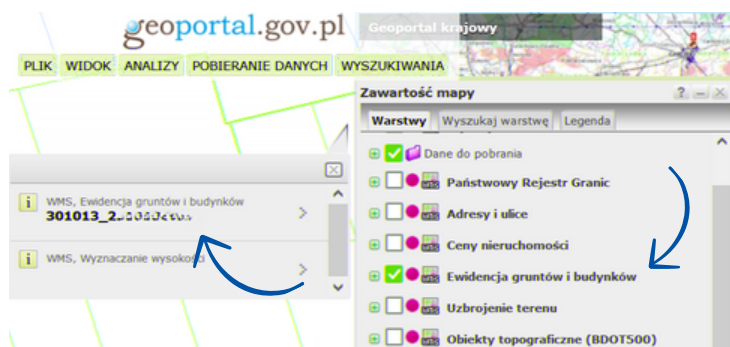 geoportal.gov.pl
Geoportal krajowy
PLIK WIDOK ANALIZY POBIERANIE DANYCH WYSZUKIWANIA
Zawartość mapy
? – ×
Warstwy Wyszukaj warstwę Legenda
Dane do pobrania
Państwowy Rejestr Granic
Adresy i ulice
Ceny nieruchomości
Ewidencja gruntów i budynków
Uzbrojenie terenu
Obiekty topograficzne (BDOT500)
i WMS, Ewidencja gruntów i budynków
301013_2.
i WMS, Wyznaczanie wysokości